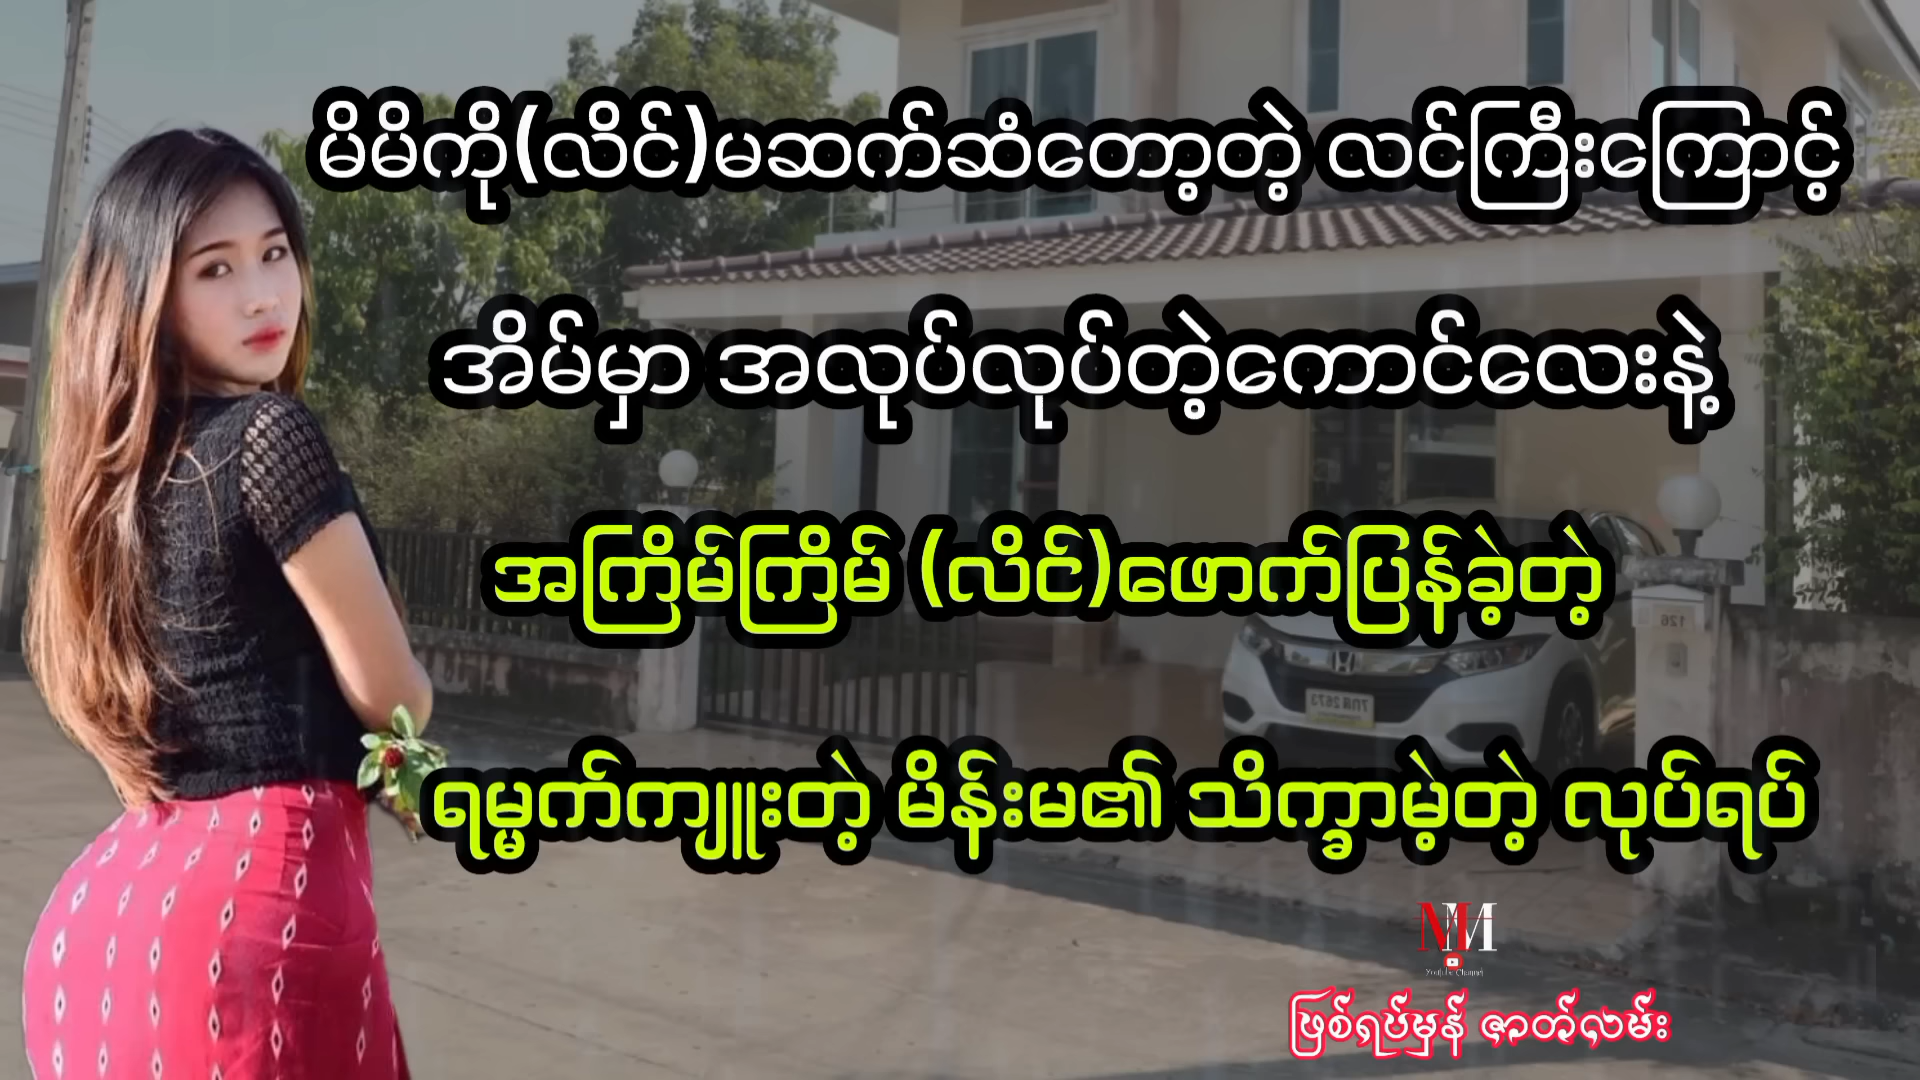 မိမိကို(လိင်)မဆက်ဆံတော့တဲ့ လင်ကြီးကြောင့်
အိမ်မှာ အလုပ်လုပ်တဲ့ကောင်လေးနဲ့
အကြိမ်ကြိမ် (လိင်)ဖောက်ပြန်ခဲ့တဲ့
ရမ္မက်ကျူးတဲ့ မိန်းမ၏ သိက္ခာမဲ့တဲ့ လုပ်ရပ်
NMM
Youtube Channel
ဖြစ်ရပ်မှန် ဇာတ်လမ်း